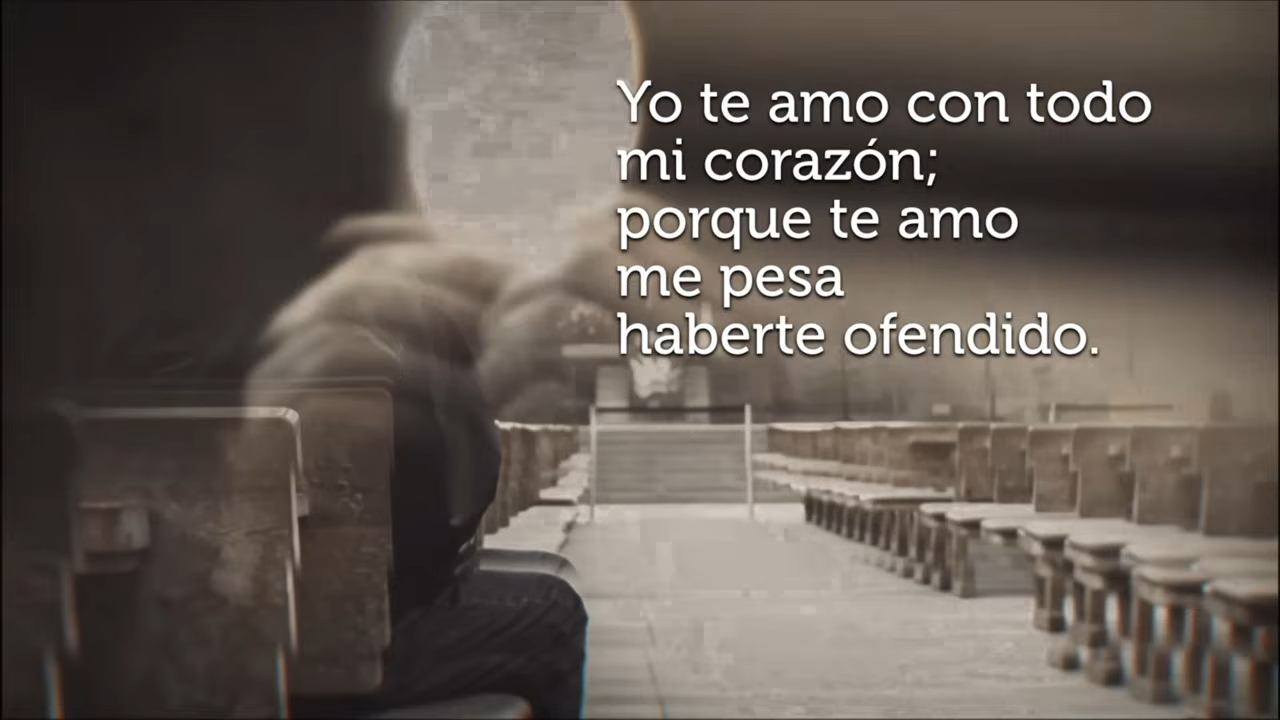 Yo te amo con todo
mi corazón;
porque te amo
me pesa
haberte ofendido.